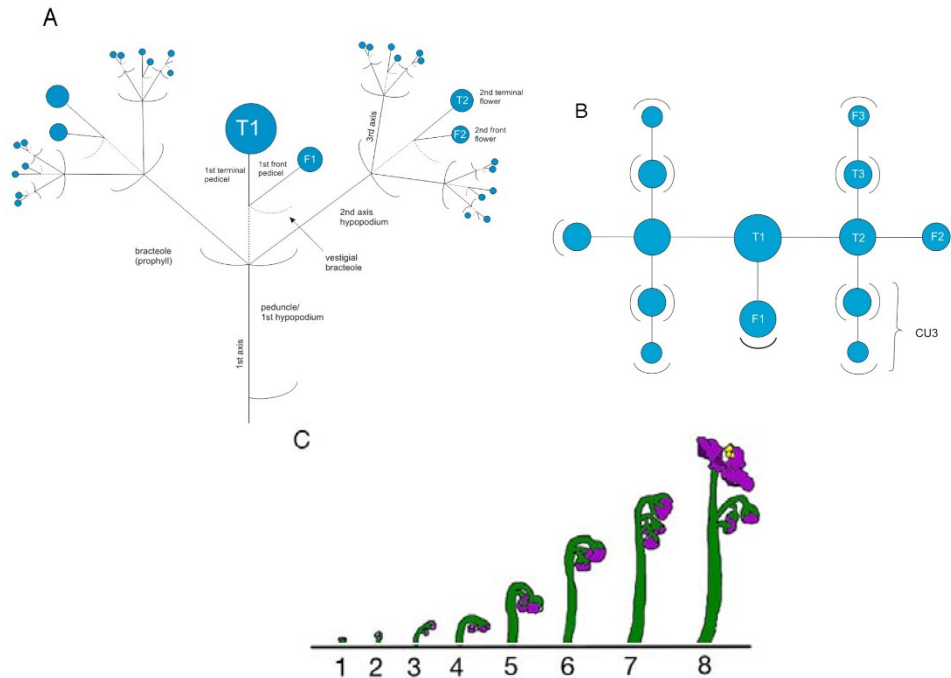 A
T1
1st terminal
pedicel
1st front
pedicel
F1
3rd axis
T2
2nd terminal
flower
F2
2nd front
flower
2nd axis
hypopodium
bracteole
(prophyll)
vestigial
bracteole
peduncle/
1st hypopodium
1st axis
B
F3
T3
T1
T2
F2
F1
CU3
C
1 2 3 4 5 6 7 8